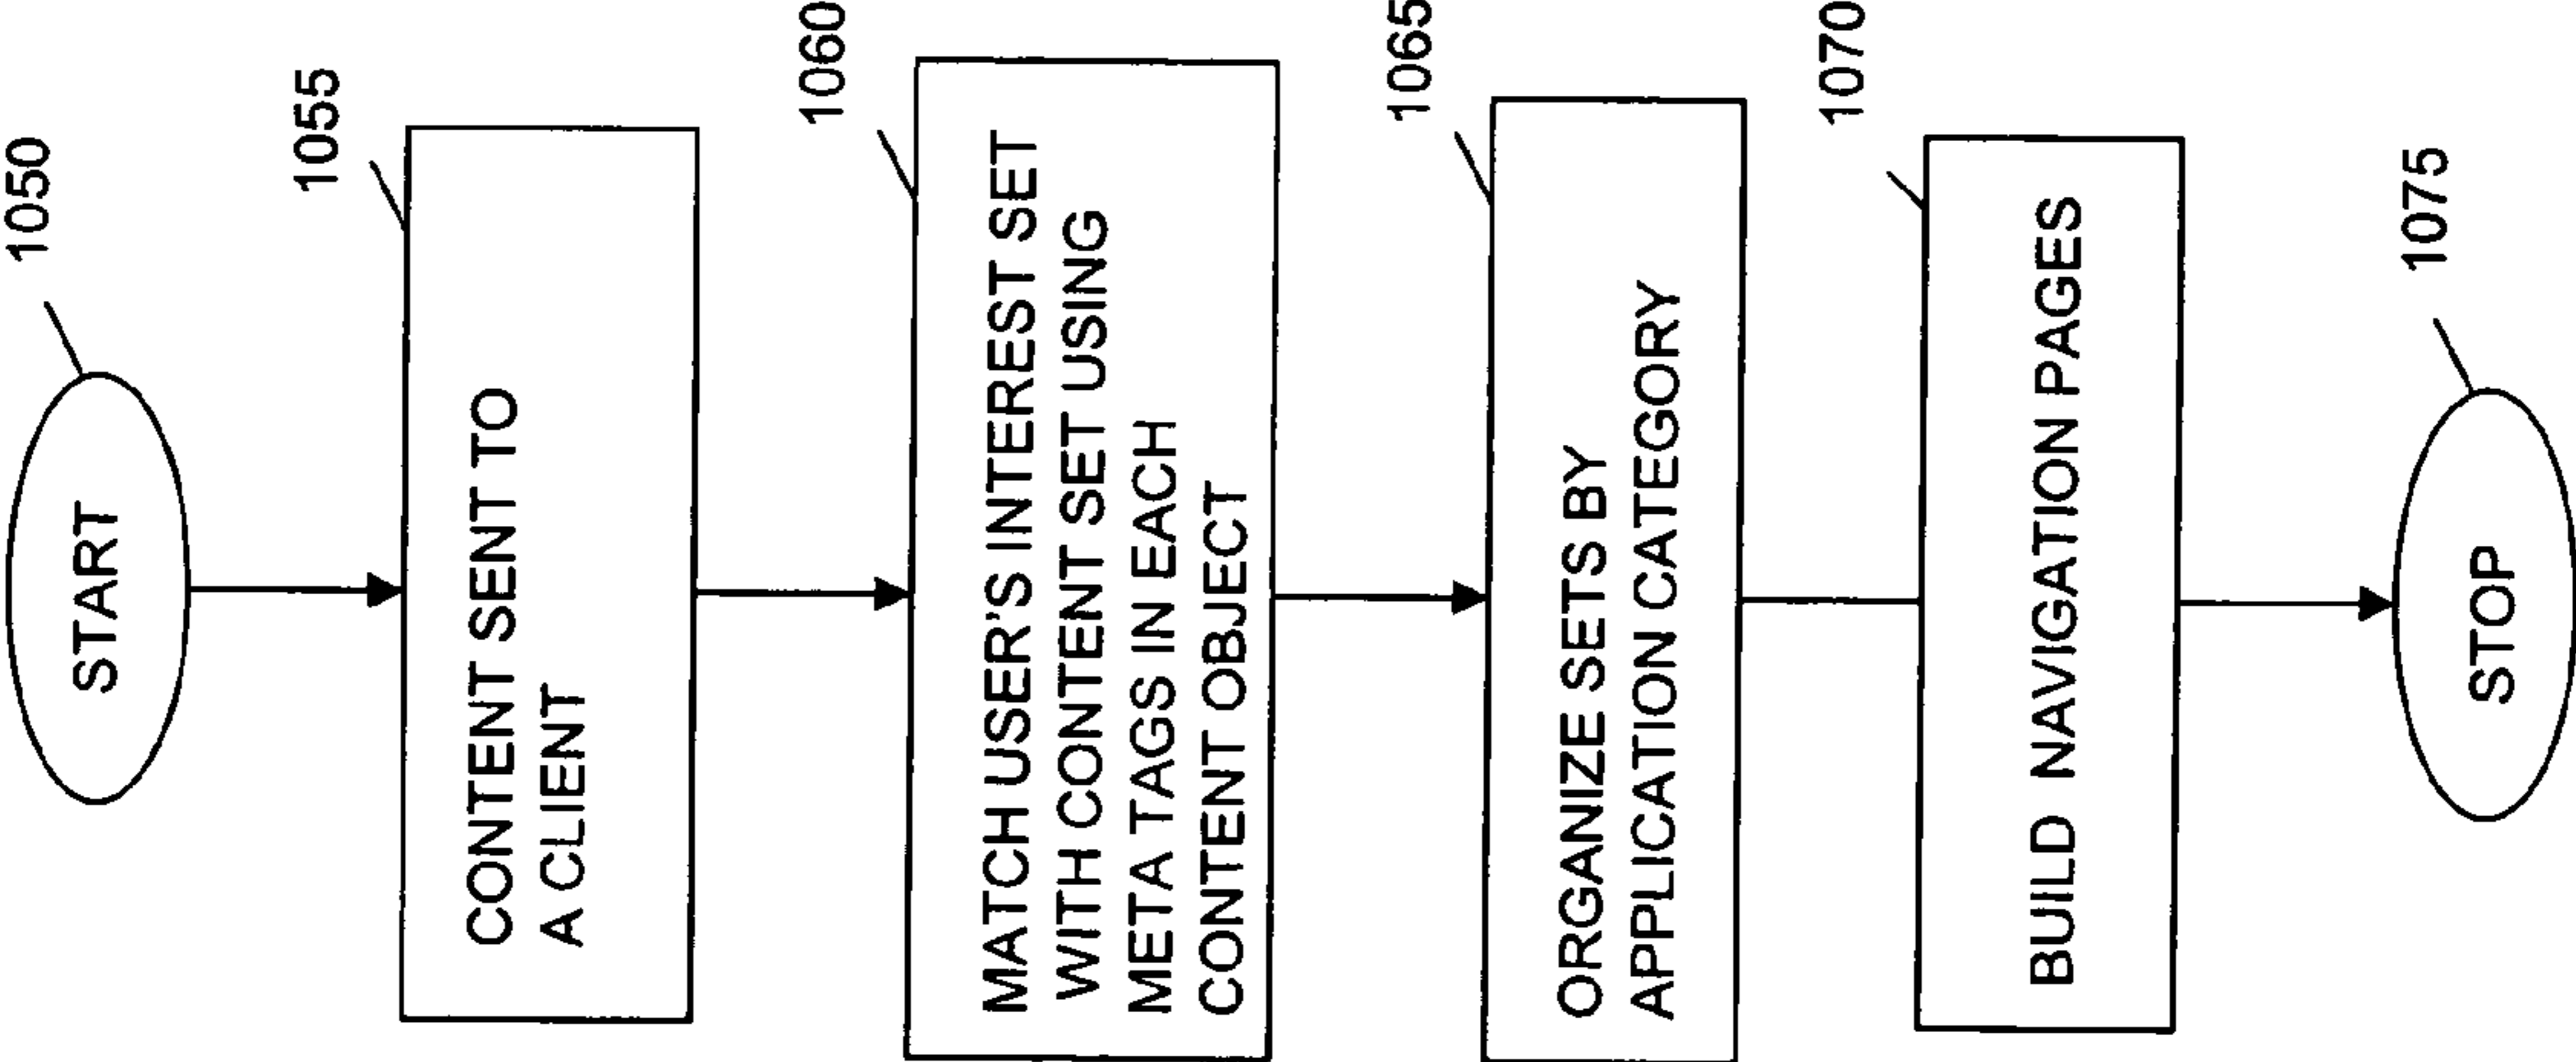 START
1050
1055
CONTENT SENT TO
A CLIENT
1060
MATCH USER'S INTEREST SET
WITH CONTENT SET USING
META TAGS IN EACH
CONTENT OBJECT
1065
ORGANIZE SETS BY
APPLICATION CATEGORY
1070
BUILD NAVIGATION PAGES
1075
STOP